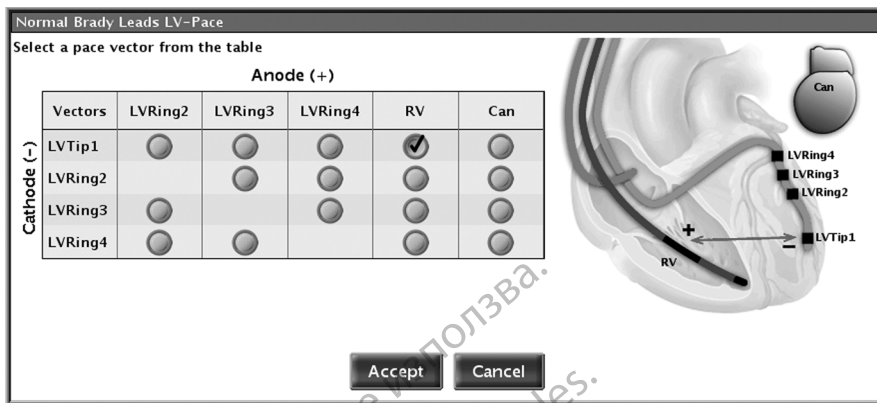 Normal Brady Leads LV-Pace
Select a pace vector from the table
Anode (+)
Vectors LVRing2 LVRing3 LVRing4 RV Can
Cathode (-)
LVTip1
LVRing2
LVRing3
LVRing4
Can
LVRing4
LVRing3
LVRing2
+
LVTip1
–
RV
Accept Cancel
използва.